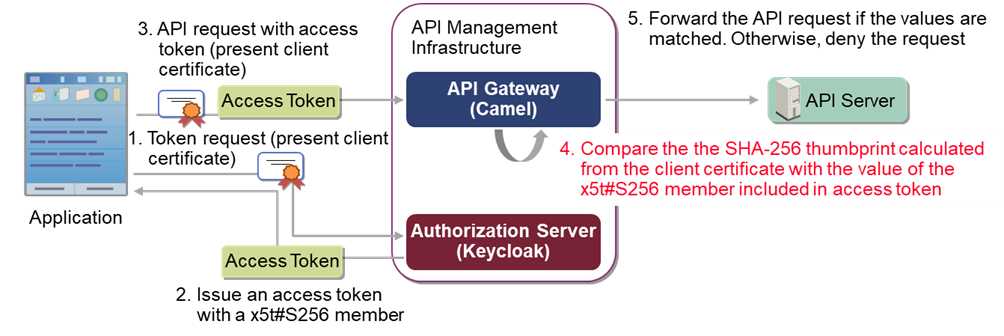 3. API request with access
token (present client
certificate)
Access Token
1. Token request (present client
certificate)
Application
Access Token
2. Issue an access token
with a x5t#S256 member
API Management
Infrastructure
API Gateway
(Camel)
Authorization Server
(Keycloak)
5. Forward the API request if the values are
matched. Otherwise, deny the request
API Server
4. Compare the the SHA-256 thumbprint calculated
from the client certificate with the value of the
x5t#S256 member included in access token